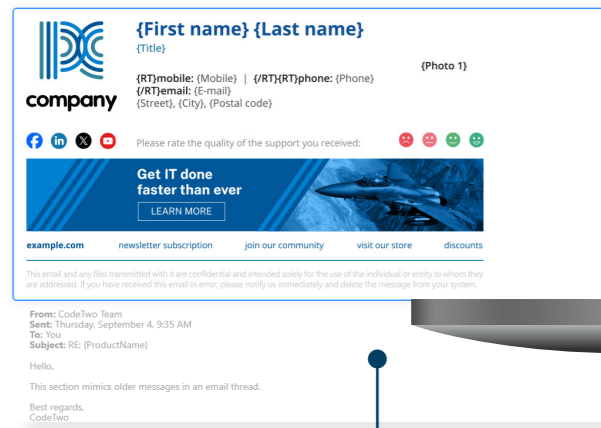 company
{First name} {Last name}
{Title}
{RT}mobile: {Mobile} | {/RT}{RT}phone: {Phone}
{/RT}email: {E-mail}
{Street}, {City}, {Postal code}
{Photo 1}
Please rate the quality of the support you received:
Get IT done
faster than ever
LEARN MORE
example.com newsletter subscription join our community visit our store discounts
This email and any files transmitted with it are confidential and intended solely for the use of the individual or entity to whom they
are addressed. If you have received this email in error, please notify us immediately and delete the message from your system.
From: CodeTwo Team
Sent: Thursday, September 4, 9:35 AM
To: You
Subject: RE: {ProductName}
Hello,
This section mimics older messages in an email thread.
Best regards,
CodeTwo